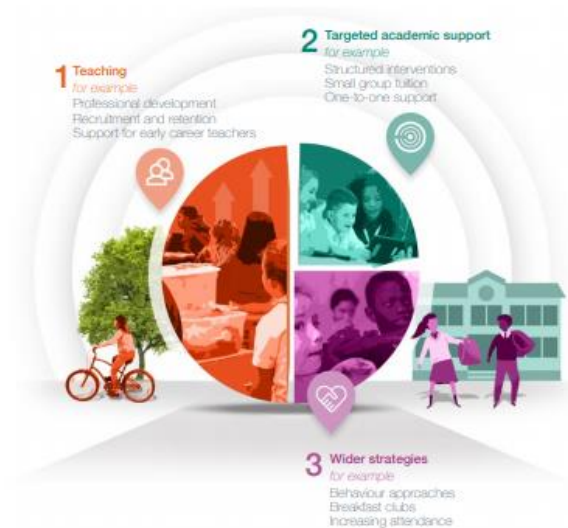 1 Teaching
for example
Professional development
Recruitment and retention
Support for early career teachers
2 Targeted academic support
for example
Structured interventions
Small group tuition
One-to-one support
3 Wider strategies
for example
Behaviour approaches
Breakfast clubs
Increasing attendance